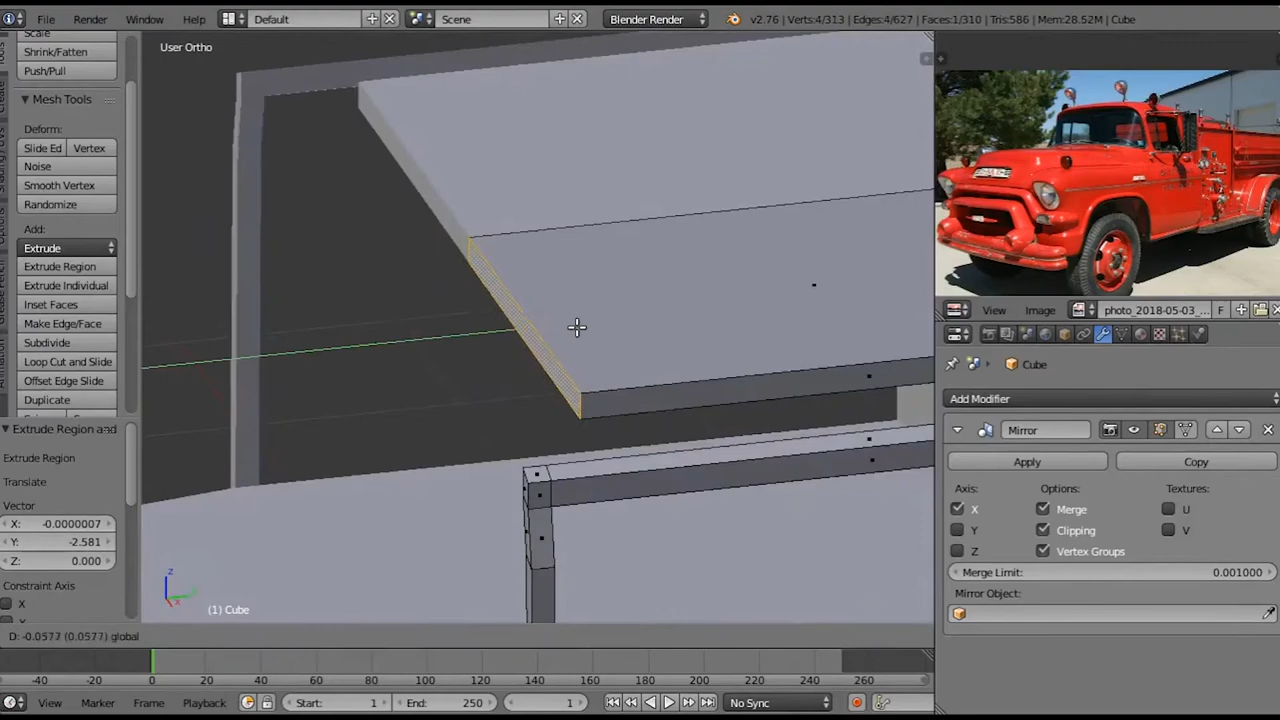 File Render Window Help Default Scene Blender Render v2.76 | Verts:4/313 | Edges:4/627 | Faces:1/310 | Tris:586 | Mem:28.52M | Cube
Scale
Shrink/Fatten
Push/Pull
Mesh Tools
Deform:
Slide Ed Vertex
Noise
Smooth Vertex
Randomize
Add:
Extrude
Extrude Region
Extrude Individual
Inset Faces
Make Edge/Face
Subdivide
Loop Cut and Slide
Offset Edge Slide
Duplicate
Extrude Region and
Extrude Region
Translate
Vector
X: -0.0000007
Y: -2.581
Z: 0.000
Constraint Axis
X
User Ortho
z
x
(1) Cube
D: -0.0577 (0.0577) global
-40 -20 0 20 40 60 80 100 120 140 160 180 200 220 240 260
View Marker Frame Playback Start: 1 End: 250 1 No Sync
View Image photo_2018-05-03_... F
Cube
Add Modifier
Mirror
Apply Copy
Axis: Options: Textures:
X Merge U
Y Clipping V
Z Vertex Groups
Merge Limit: 0.001000
Mirror Object: